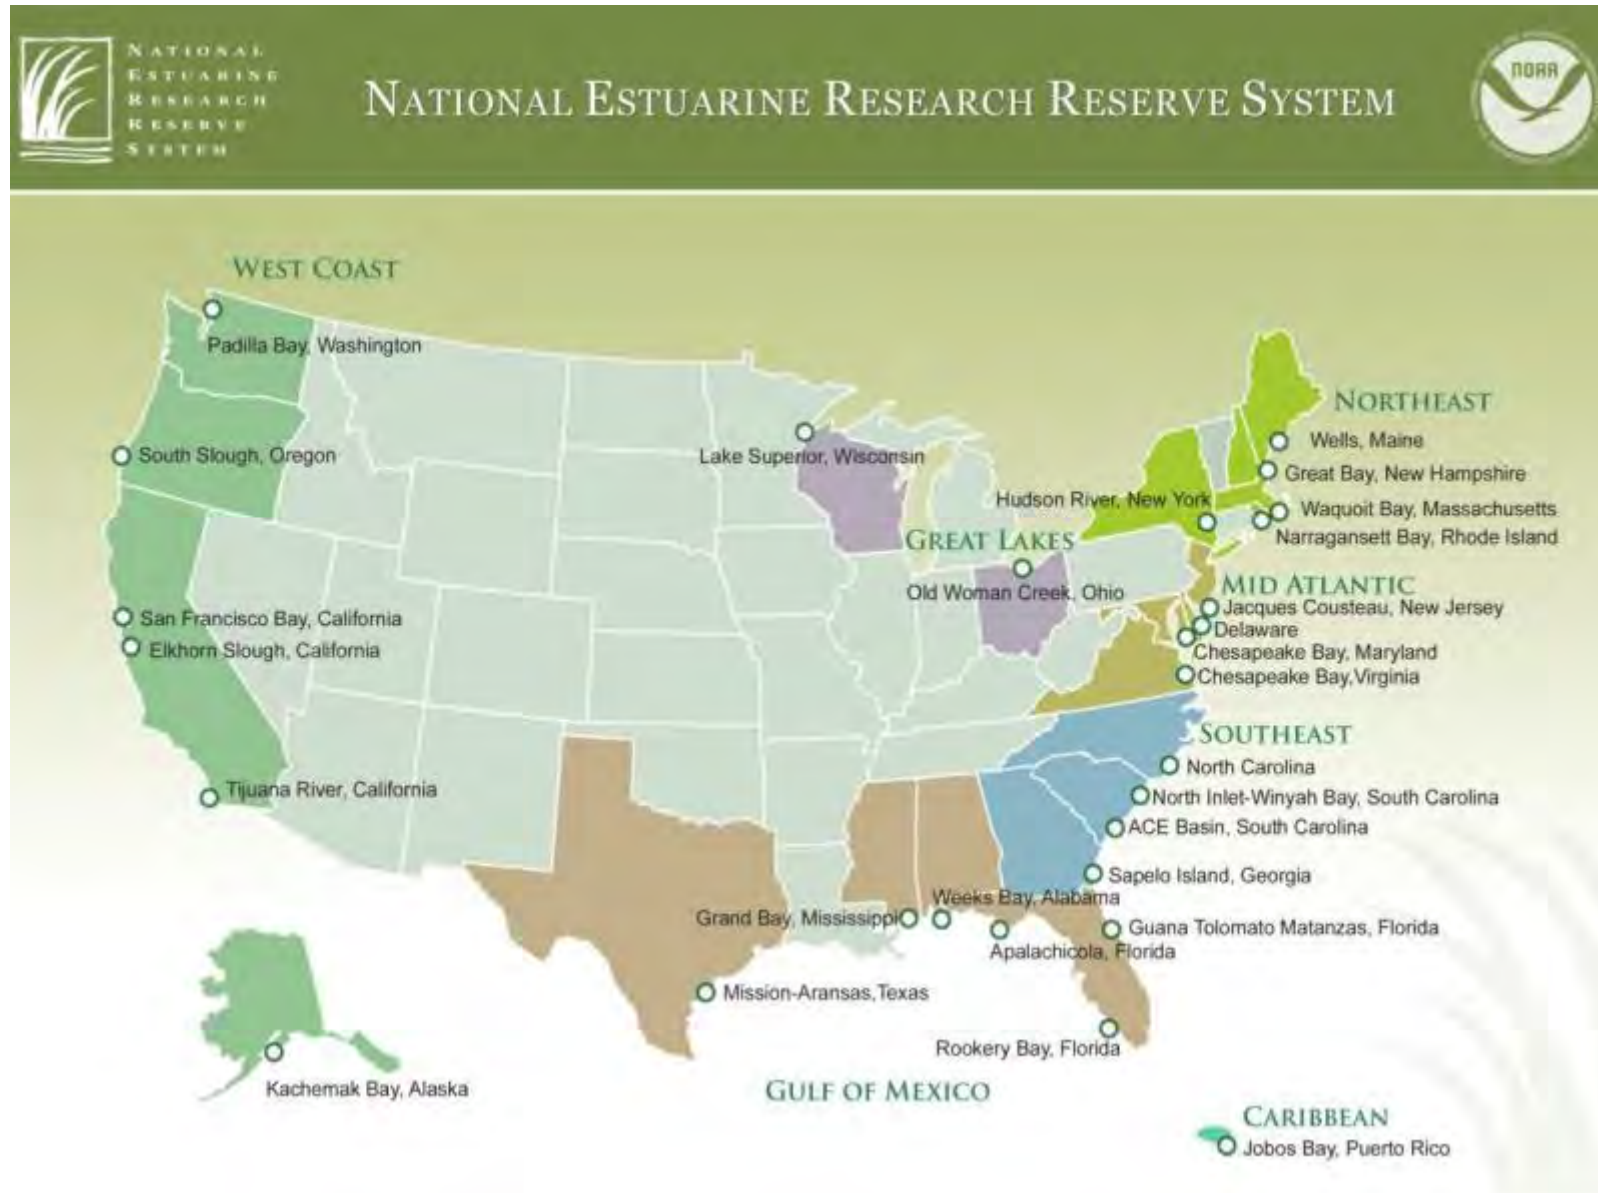 NATIONAL
ESTUARINE
RESEARCH
RESERVE
SYSTEM
NATIONAL ESTUARINE RESEARCH RESERVE SYSTEM
NOAA
WEST COAST
Padilla Bay, Washington
South Slough, Oregon
San Francisco Bay, California
Elkhorn Slough, California
Tijuana River, California
Kachemak Bay, Alaska
Lake Superior, Wisconsin
GREAT LAKES
Old Woman Creek, Ohio
NORTHEAST
Wells, Maine
Great Bay, New Hampshire
Hudson River, New York
Waquoit Bay, Massachusetts
Narragansett Bay, Rhode Island
MID ATLANTIC
Jacques Cousteau, New Jersey
Delaware
Chesapeake Bay, Maryland
Chesapeake Bay,Virginia
SOUTHEAST
North Carolina
North Inlet-Winyah Bay, South Carolina
ACE Basin, South Carolina
Sapelo Island, Georgia
Weeks Bay, Alabama
Grand Bay, Mississippi
Guana Tolomato Matanzas, Florida
Apalachicola, Florida
Mission-Aransas,Texas
Rookery Bay, Florida
GULF OF MEXICO
CARIBBEAN
Jobos Bay, Puerto Rico